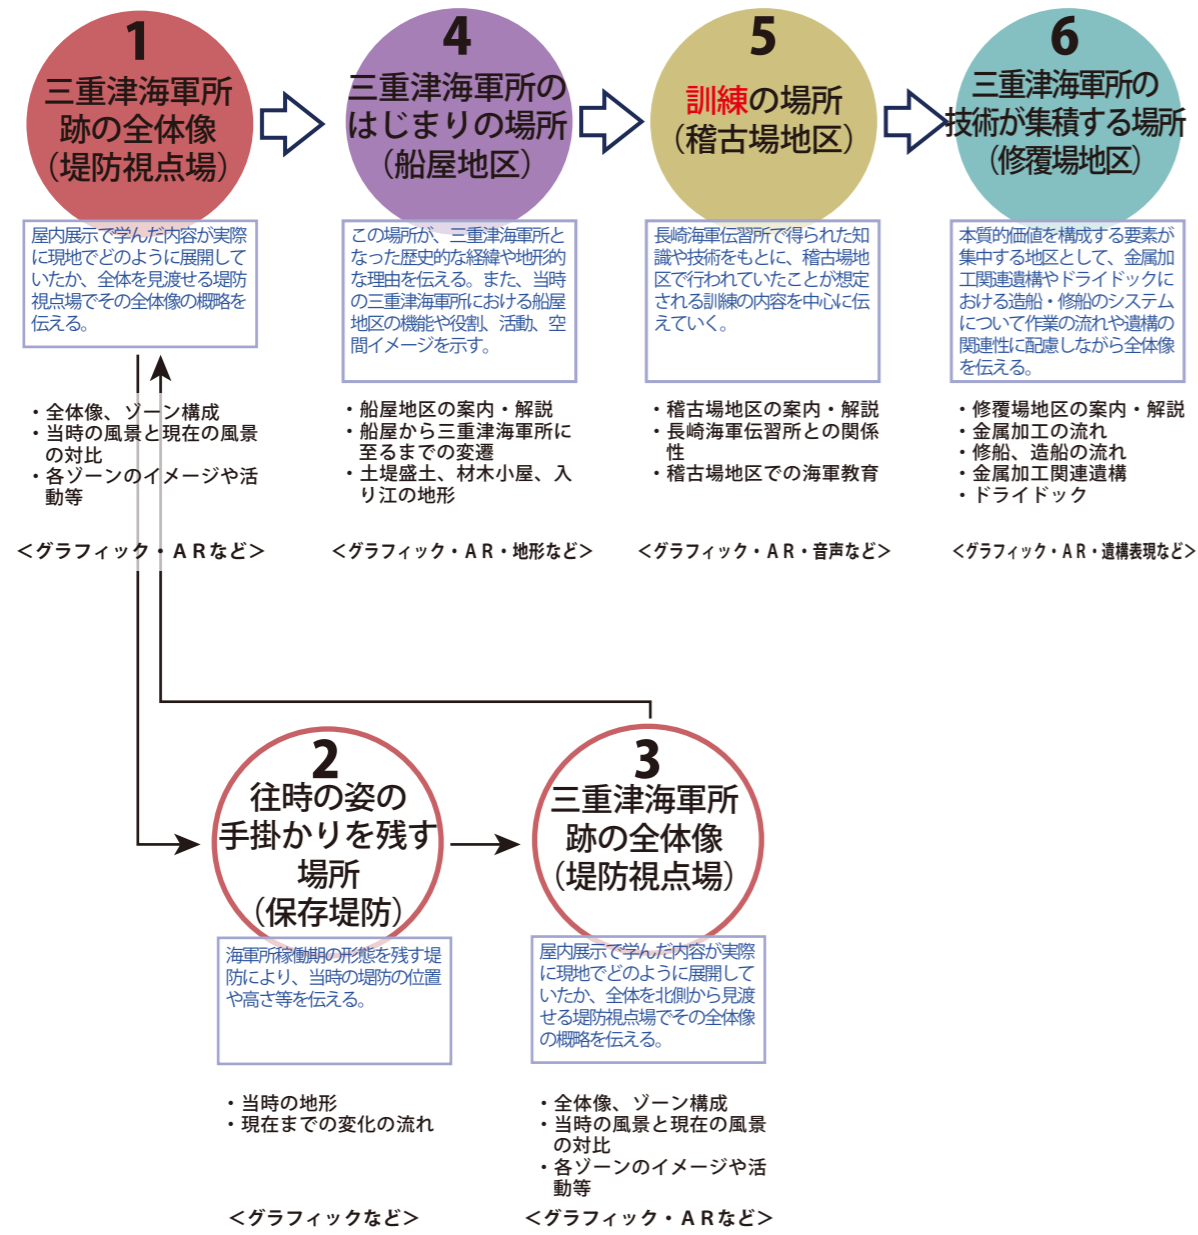 1
三重津海軍所
跡の全体像
（堤防視点場）
屋内展示で学んだ内容が実際
に現地でどのように展開して
いたか、全体を見渡せる堤防
視点場でその全体像の概略を
伝える。
・全体像、ゾーン構成
・当時の風景と現在の風景
の対比
・各ゾーンのイメージや活
動等
＜グラフィック・ＡＲなど＞
4
三重津海軍所の
はじまりの場所
（船屋地区）
この場所が、三重津海軍所と
なった歴史的な経緯や地形的
な理由を伝える。また、当時
の三重津海軍所における船屋
地区の機能や役割、活動、空
間イメージを示す。
・船屋地区の案内・解説
・船屋から三重津海軍所に
至るまでの変遷
・土堤盛土、材木小屋、入
り江の地形
＜グラフィック・ＡＲ・地形など＞
5
訓練の場所
（稽古場地区）
長崎海軍伝習所で得られた知
識や技術をもとに、稽古場地
区で行われていたことが想定
される訓練の内容を中心に伝
えていく。
・稽古場地区の案内・解説
・長崎海軍伝習所との関係
性
・稽古場地区での海軍教育
＜グラフィック・ＡＲ・音声など＞
6
三重津海軍所の
技術が集積する場所
（修覆場地区）
本質的価値を構成する要素が
集中する地区として、金属加
工関連遺構やドライドックに
おける造船・修船のシステム
について作業の流れや遺構の
関連性に配慮しながら全体像
を伝える。
・修覆場地区の案内・解説
・金属加工の流れ
・修船、造船の流れ
・金属加工関連遺構
・ドライドック
＜グラフィック・ＡＲ・遺構表現など＞
2
往時の姿の
手掛かりを残す
場所
（保存堤防）
海軍所稼働期の形態を残す堤
防により、当時の堤防の位置
や高さ等を伝える。
・当時の地形
・現在までの変化の流れ
＜グラフィックなど＞
3
三重津海軍所
跡の全体像
（堤防視点場）
屋内展示で学んだ内容が実際
に現地でどのように展開して
いたか、全体を北側から見渡
せる堤防視点場でその全体像
の概略を伝える。
・全体像、ゾーン構成
・当時の風景と現在の風景
の対比
・各ゾーンのイメージや活
動等
＜グラフィック・ＡＲなど＞